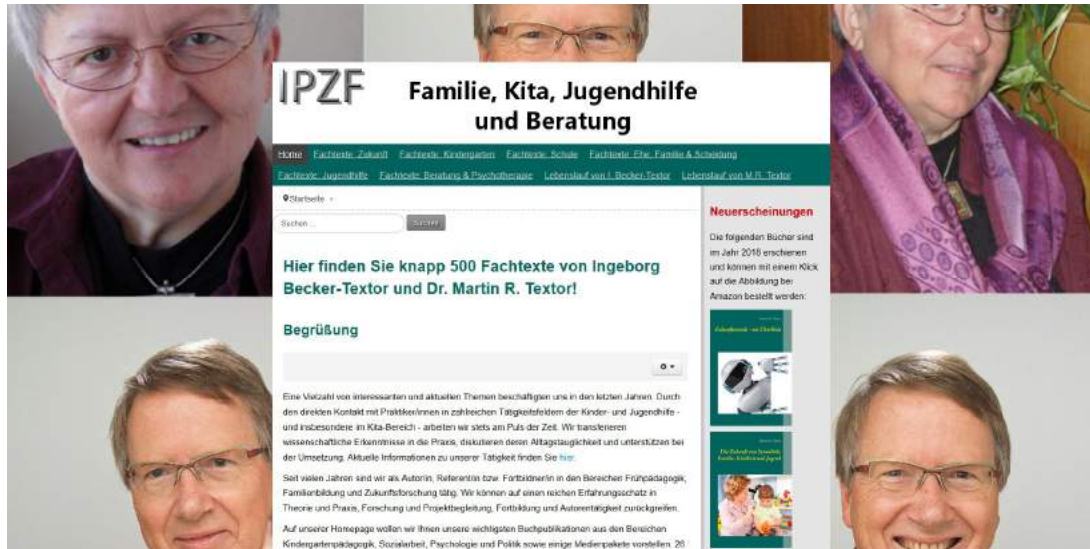 IPZF
Familie, Kita, Jugendhilfe
und Beratung
Home Fachtexte: Zukunft Fachtexte: Kindergarten Fachtexte: Schule Fachtexte: Ehe, Familie & Scheidung
Fachtexte: Jugendhilfe Fachtexte: Beratung & Psychotherapie Lebenslauf von I. Becker-Textor Lebenslauf von M.R. Textor
Startseite
Suchen ...
Suchen
Hier finden Sie knapp 500 Fachtexte von Ingeborg
Becker-Textor und Dr. Martin R. Textor!
Begrüßung
Eine Vielzahl von interessanten und aktuellen Themen beschäftigten uns in den letzten Jahren. Durch
den direkten Kontakt mit Praktiker/innen in zahlreichen Tätigkeitsfeldern der Kinder- und Jugendhilfe -
und insbesondere im Kita-Bereich - arbeiten wir stets am Puls der Zeit. Wir transferieren
wissenschaftliche Erkenntnisse in die Praxis, diskutieren deren Alltagstauglichkeit und unterstützen bei
der Umsetzung. Aktuelle Informationen zu unserer Tätigkeit finden Sie hier.
Seit vielen Jahren sind wir als Autor/in, Referent/in bzw. Fortbildner/in in den Bereichen Frühpädagogik,
Familienbildung und Zukunftsforschung tätig. Wir können auf einen reichen Erfahrungsschatz in
Theorie und Praxis, Forschung und Projektbegleitung, Fortbildung und Autorentätigkeit zurückgreifen.
Auf unserer Homepage wollen wir Ihnen unsere wichtigsten Buchpublikationen aus den Bereichen
Kindergartenpädagogik, Sozialarbeit, Psychologie und Politik sowie einige Medienpakete vorstellen. 26
Neuerscheinungen
Die folgenden Bücher sind
im Jahr 2018 erschienen
und können mit einem Klick
auf die Abbildung bei
Amazon bestellt werden: